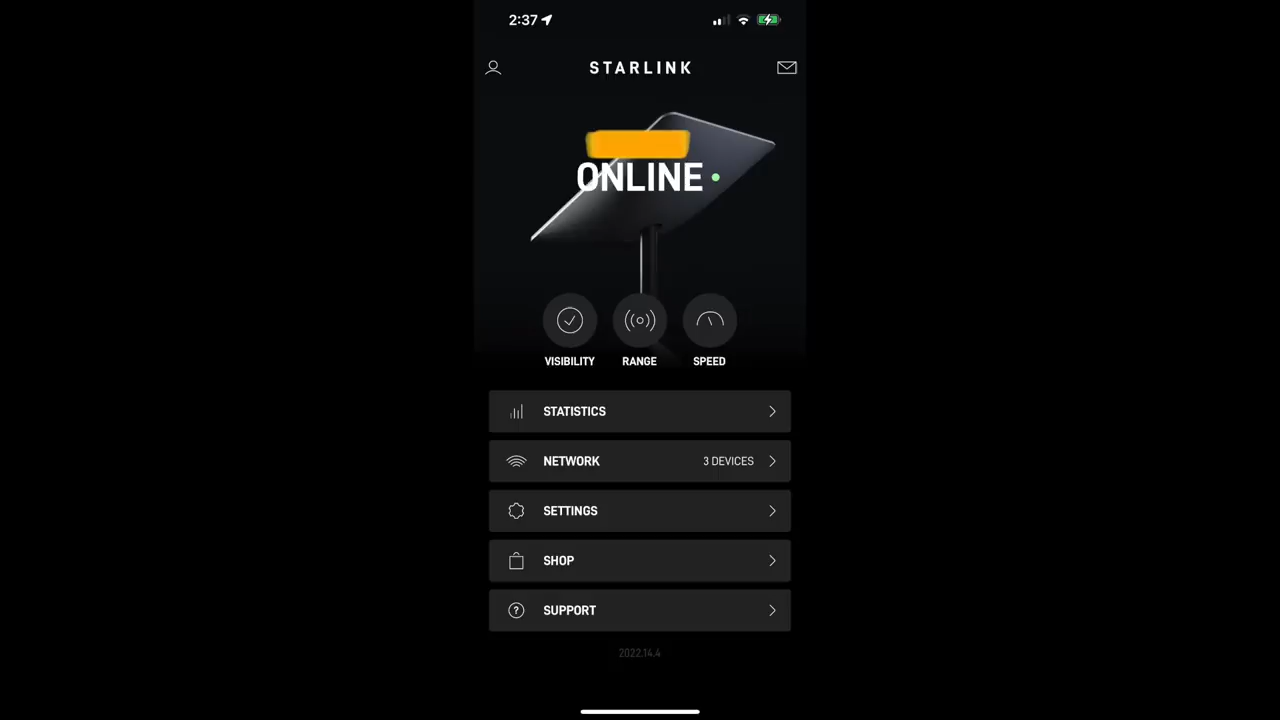 2:37
STARLINK
ONLINE
VISIBILITY RANGE SPEED
STATISTICS
NETWORK 3 DEVICES
SETTINGS
SHOP
SUPPORT
2022.14.4